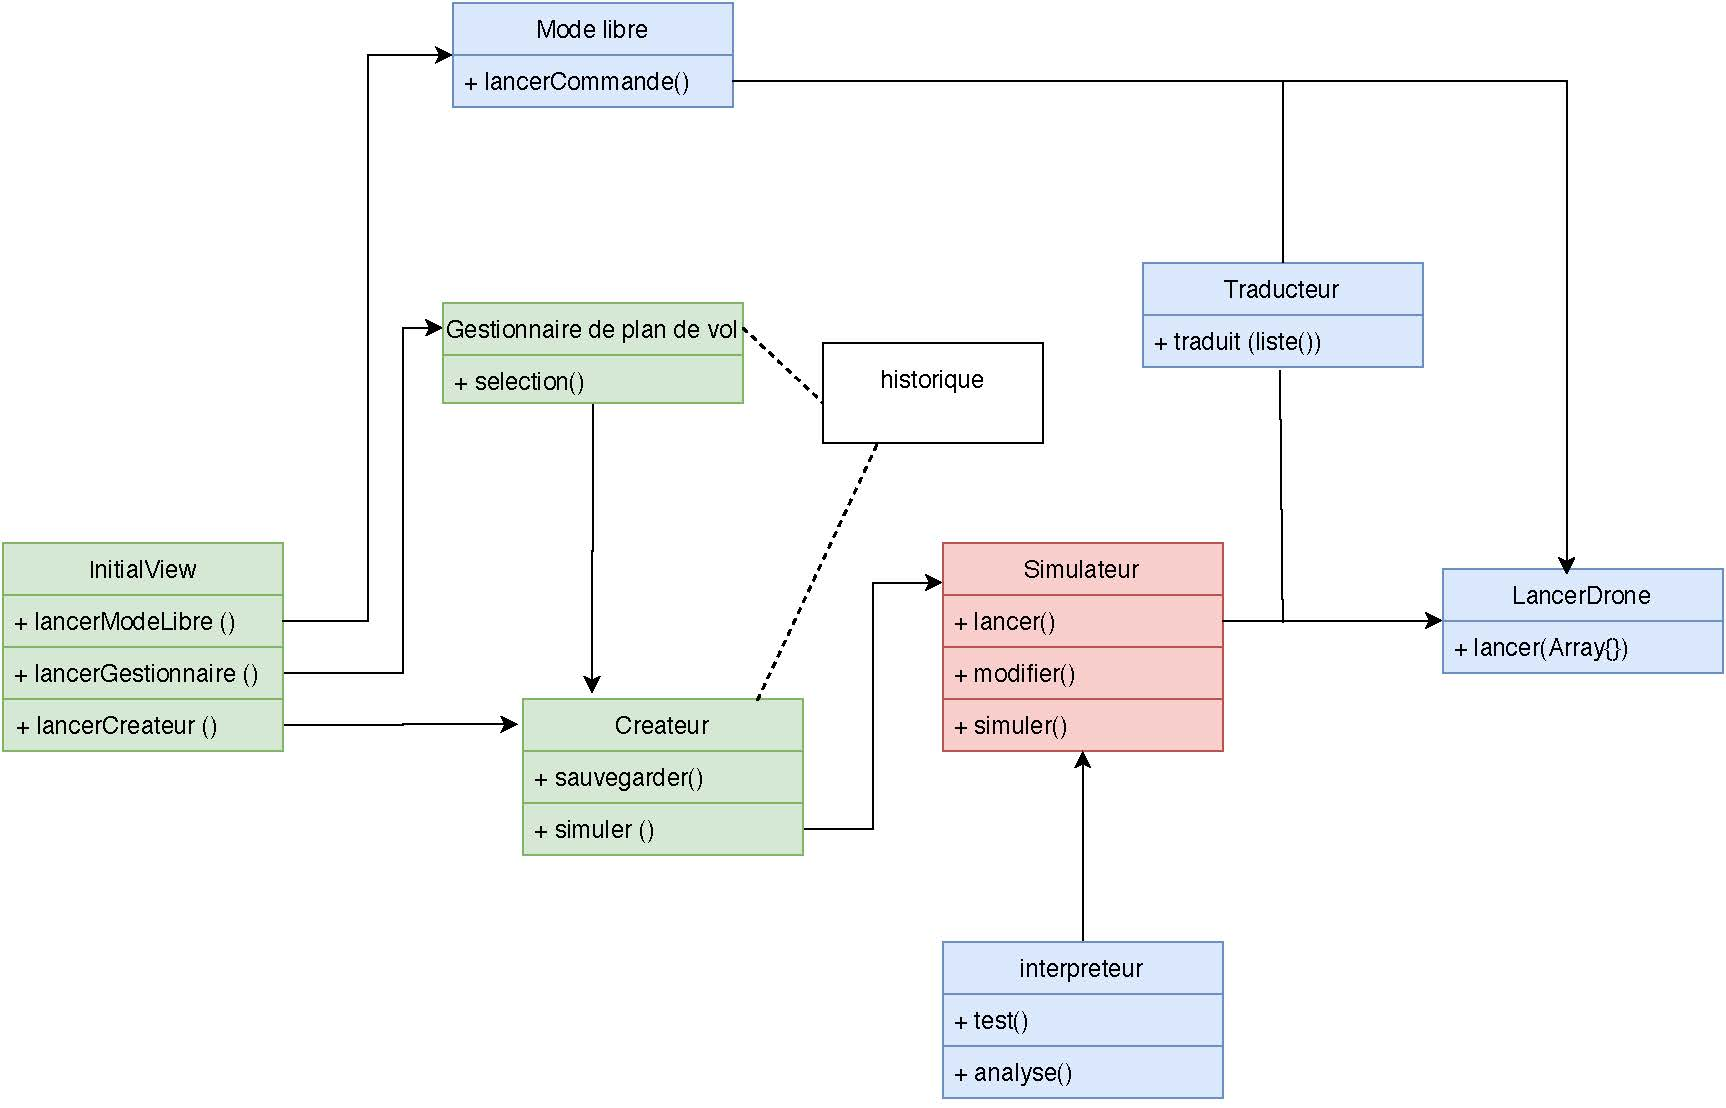 Mode libre
+ lancerCommande()
Traducteur
+ traduit (liste())
Gestionnaire de plan de vol
+ selection()
historique
InitialView
+ lancerModeLibre ()
+ lancerGestionnaire ()
+ lancerCreateur ()
Simulateur
+ lancer()
+ modifier()
+ simuler()
LancerDrone
+ lancer(Array{})
Createur
+ sauvegarder()
+ simuler ()
interpreteur
+ test()
+ analyse()